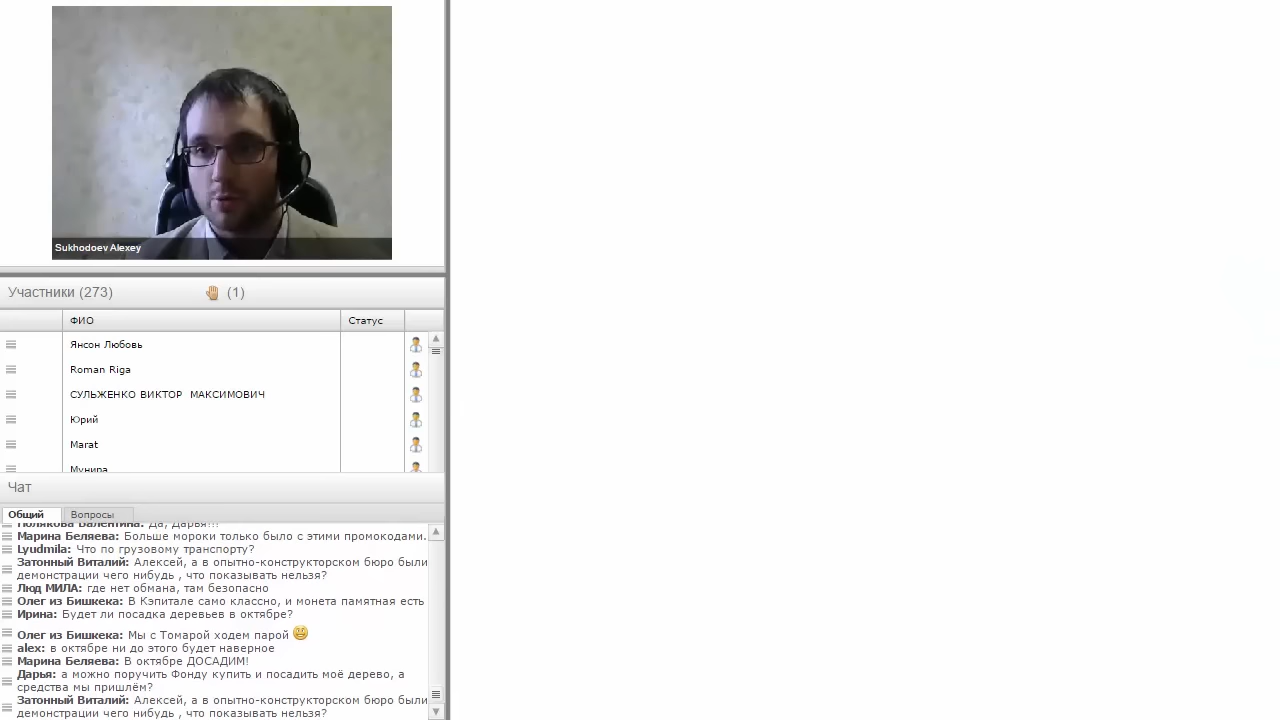 Sukhodoev Alexey
Участники (273) (1)
ФИО Статус
Янсон Любовь
Roman Riga
СУЛЬЖЕНКО ВИКТОР МАКСИМОВИЧ
Юрий
Marat
Мунира
Чат
Общий Вопросы
Полякова Валентина: Да, Дарья!!!
Марина Беляева: Больше мороки только было с этими промокодами.
Lyudmila: Что по грузовому транспорту?
Затонный Виталий: Алексей, а в опытно-конструкторском бюро были
демонстрации чего нибудь , что показывать нельзя?
Люд МИЛА: где нет обмана, там безопасно
Олег из Бишкека: В Кэпитале само классно, и монета памятная есть
Ирина: Будет ли посадка деревьев в октябре?
Олег из Бишкека: Мы с Томарой ходем парой
alex: в октябре ни до этого будет наверное
Марина Беляева: В октябре ДОСАДИМ!
Дарья: а можно поручить Фонду купить и посадить моё дерево, а
средства мы пришлём?
Затонный Виталий: Алексей, а в опытно-конструкторском бюро были
демонстрации чего нибудь , что показывать нельзя?